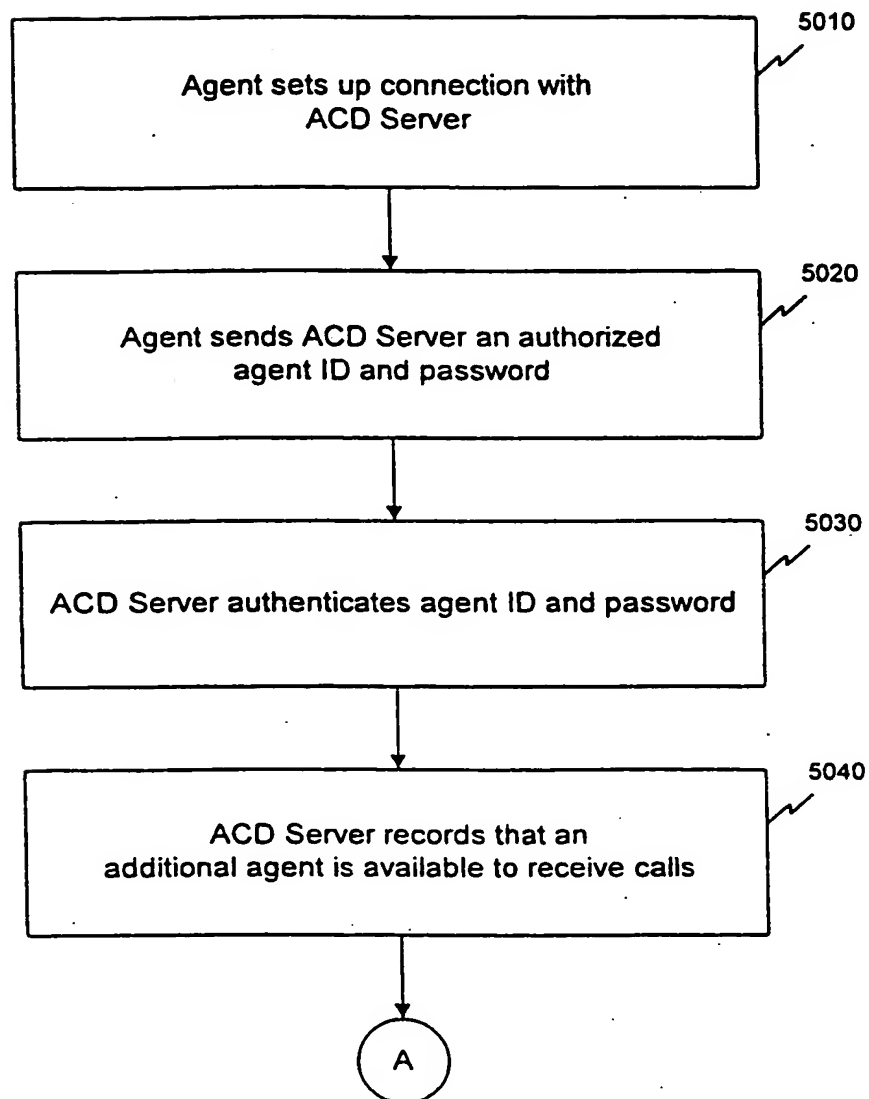 5010
Agent sets up connection with
ACD Server
5020
Agent sends ACD Server an authorized
agent ID and password
5030
ACD Server authenticates agent ID and password
5040
ACD Server records that an
additional agent is available to receive calls
A